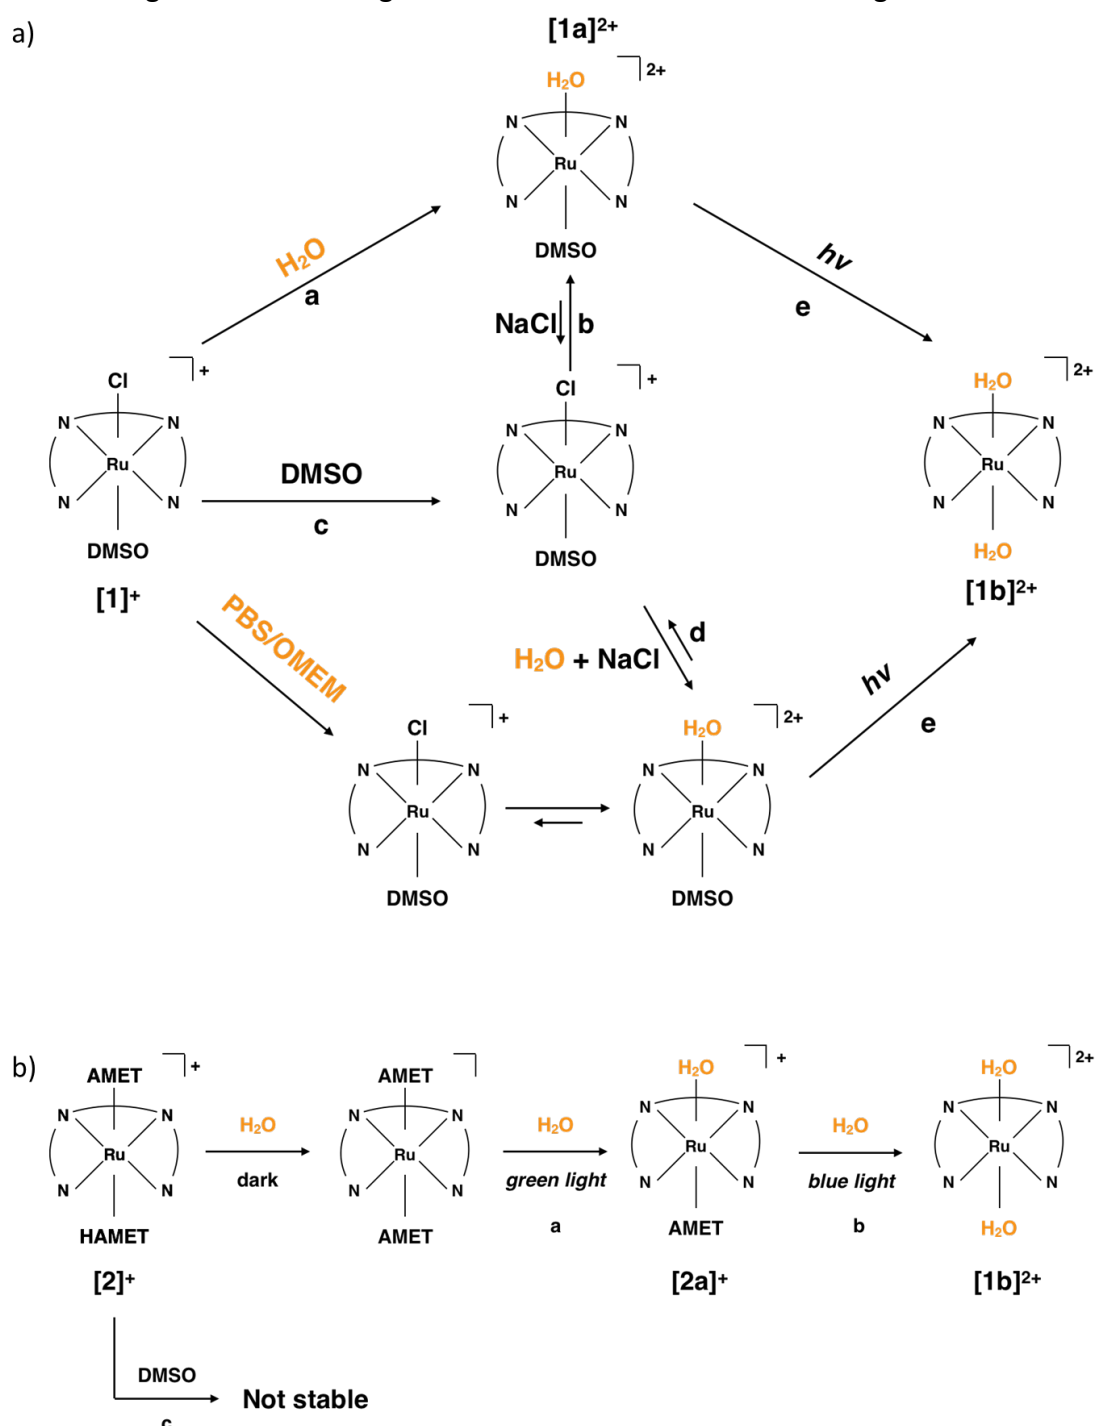 a)
[1a]2+
H₂O
2+
N N
Ru
N N
DMSO
H₂O
a
hν
e
NaCl b
Cl
+
N N
Ru
N N
DMSO
Cl
+
N N
Ru
N N
DMSO
[1]+
DMSO
c
H₂O
2+
N N
Ru
N N
H₂O
[1b]2+
PBS/OMEM
H₂O + NaCl
d
hν
e
Cl
+
N N
Ru
N N
DMSO
H₂O
2+
N N
Ru
N N
DMSO
b)
AMET
+
N N
Ru
N N
HAMET
[2]+
H₂O
dark
AMET
N N
Ru
N N
AMET
H₂O
green light
a
H₂O
+
N N
Ru
N N
AMET
[2a]+
H₂O
blue light
b
H₂O
2+
N N
Ru
N N
H₂O
[1b]2+
DMSO
Not stable
c